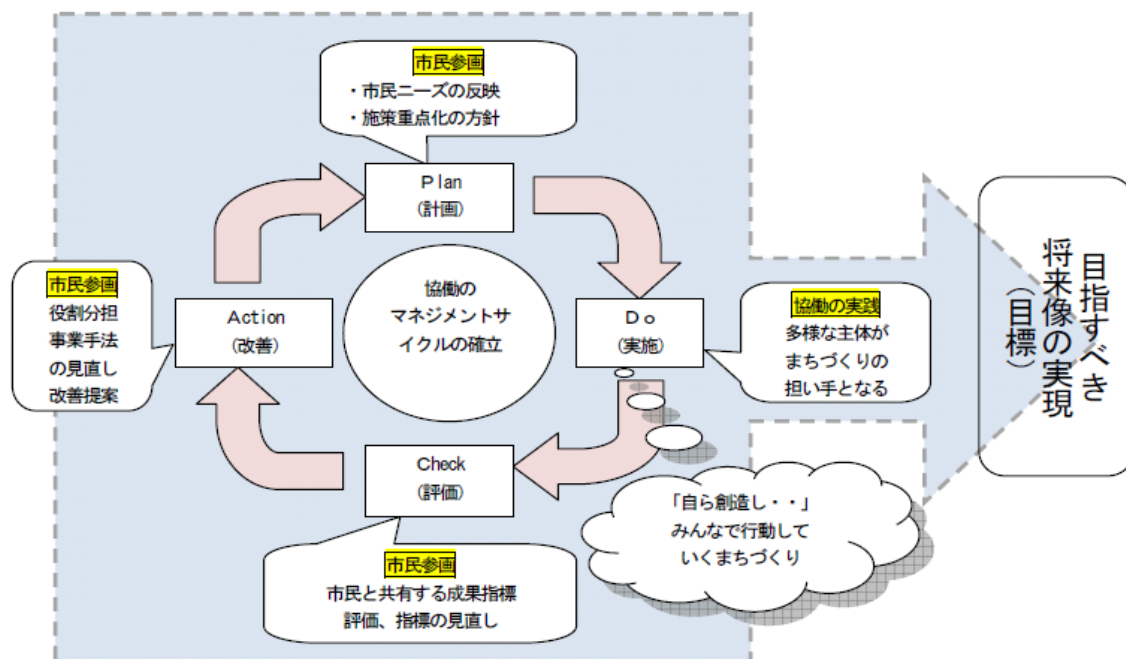 市民参画
・市民ニーズの反映
・施策重点化の方針
Plan
(計画)
市民参画
役割分担
事業手法
の見直し
改善提案
Action
(改善)
協働の
マネジメントサ
イクルの確立
Do
(実施)
協働の実践
多様な主体が
まちづくりの
担い手となる
Check
(評価)
市民参画
市民と共有する成果指標
評価、指標の見直し
「自ら創造し・・」
みんなで行動して
いくまちづくり
目指すべき
将来像の実現
(目標)